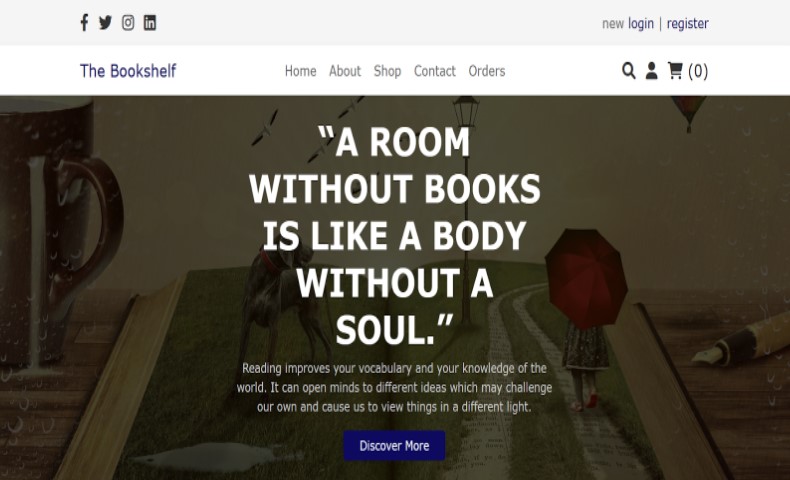 new login | register
The Bookshelf
Home About Shop Contact Orders
(0)
“A ROOM
WITHOUT BOOKS
IS LIKE A BODY
WITHOUT A
SOUL.”
Reading improves your vocabulary and your knowledge of the
world. It can open minds to different ideas which may challenge
our own and cause us to view things in a different light.
Discover More